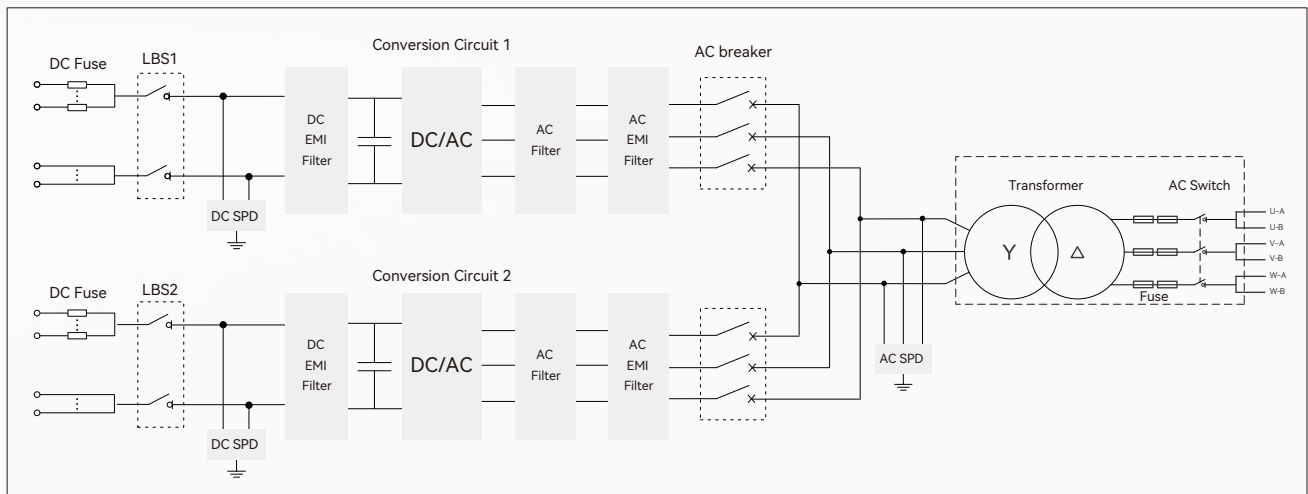 Conversion Circuit 1
AC breaker
DC Fuse
LBS1
DC
EMI
Filter
DC/AC
AC
Filter
AC
EMI
Filter
DC SPD
Transformer
AC Switch
Y
△
U-A
U-B
V-A
V-B
W-A
W-B
Fuse
Conversion Circuit 2
DC Fuse
LBS2
DC
EMI
Filter
DC/AC
AC
Filter
AC
EMI
Filter
AC SPD
DC SPD